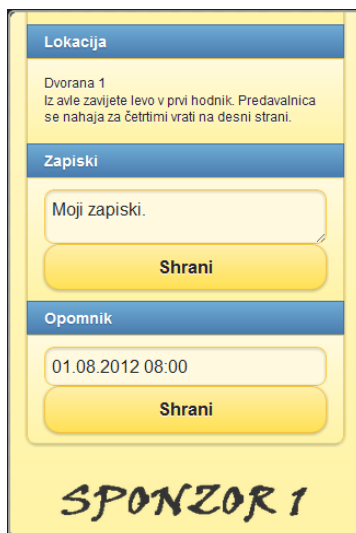 Lokacija
Dvorana 1
Iz avle zavijete levo v prvi hodnik. Predavalnica
se nahaja za četrtimi vrati na desni strani.
Zapiski
Moji zapiski.
Shrani
Opomnik
01.08.2012 08:00
Shrani
SPONZOR 1